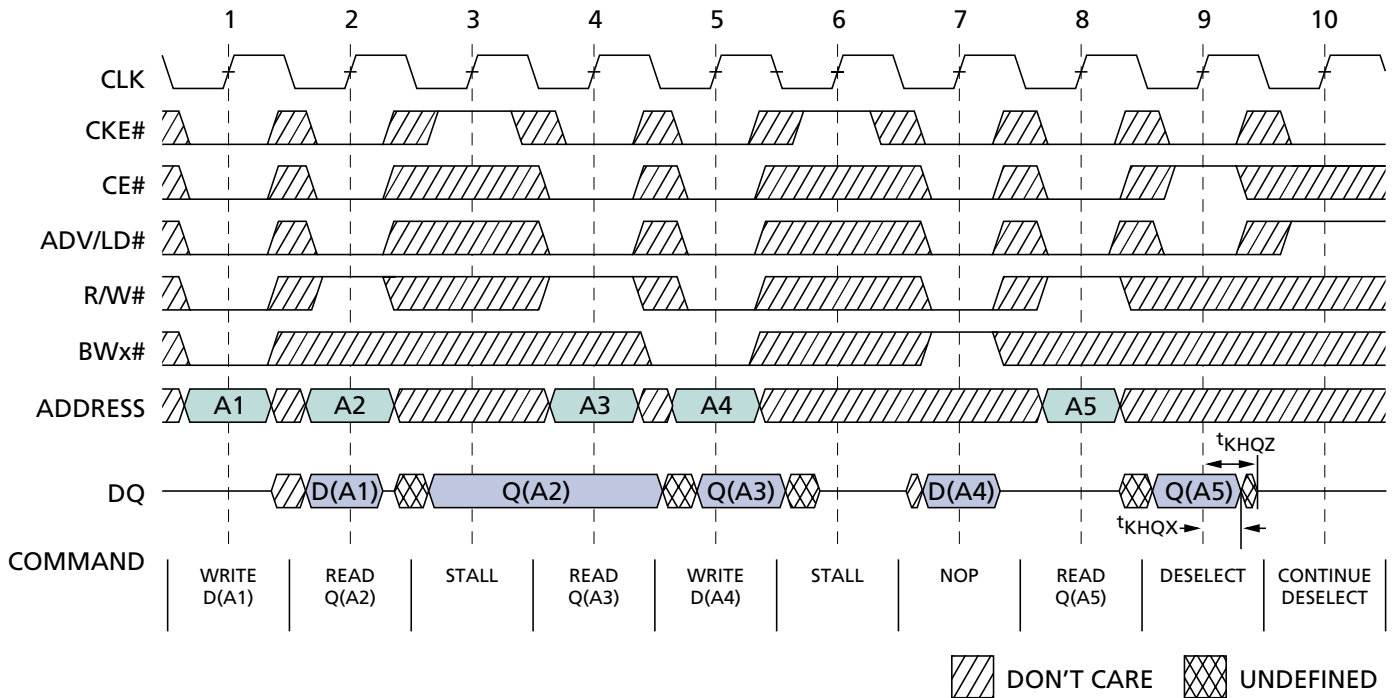 1 2 3 4 5 6 7 8 9 10
CLK
CKE#
CE#
ADV/LD#
R/W#
BWx#
ADDRESS A1 A2 A3 A4 A5
tKHQZ
DQ D(A1) Q(A2) Q(A3) D(A4) Q(A5)
tKHQX
COMMAND
WRITE READ STALL READ WRITE STALL NOP READ DESELECT CONTINUE
D(A1) Q(A2) Q(A3) D(A4) Q(A5) DESELECT
DON'T CARE UNDEFINED